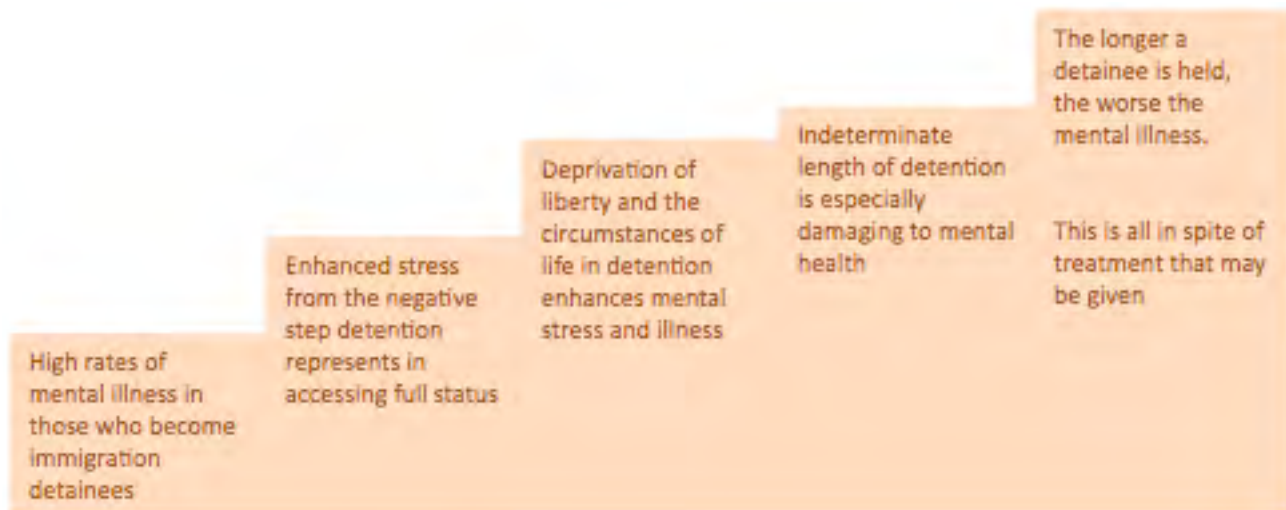 High rates of
mental illness in
those who become
immigration
detainees
Enhanced stress
from the negative
step detention
represents in
accessing full status
Deprivation of
liberty and the
circumstances of
life in detention
enhances mental
stress and illness
Indeterminate
length of detention
is especially
damaging to mental
health
The longer a
detainee is held,
the worse the
mental illness.
This is all in spite of
treatment that may
be given